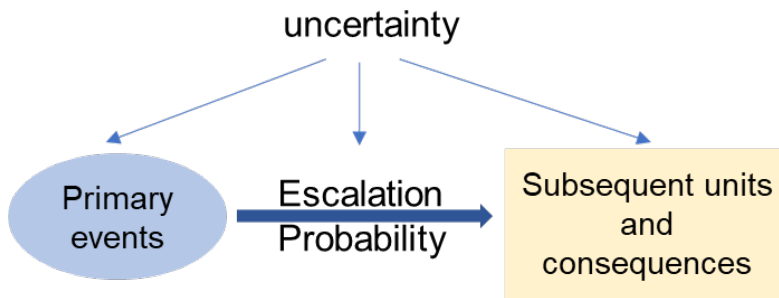 uncertainty
Primary
events
Escalation
Probability
Subsequent units
and
consequences